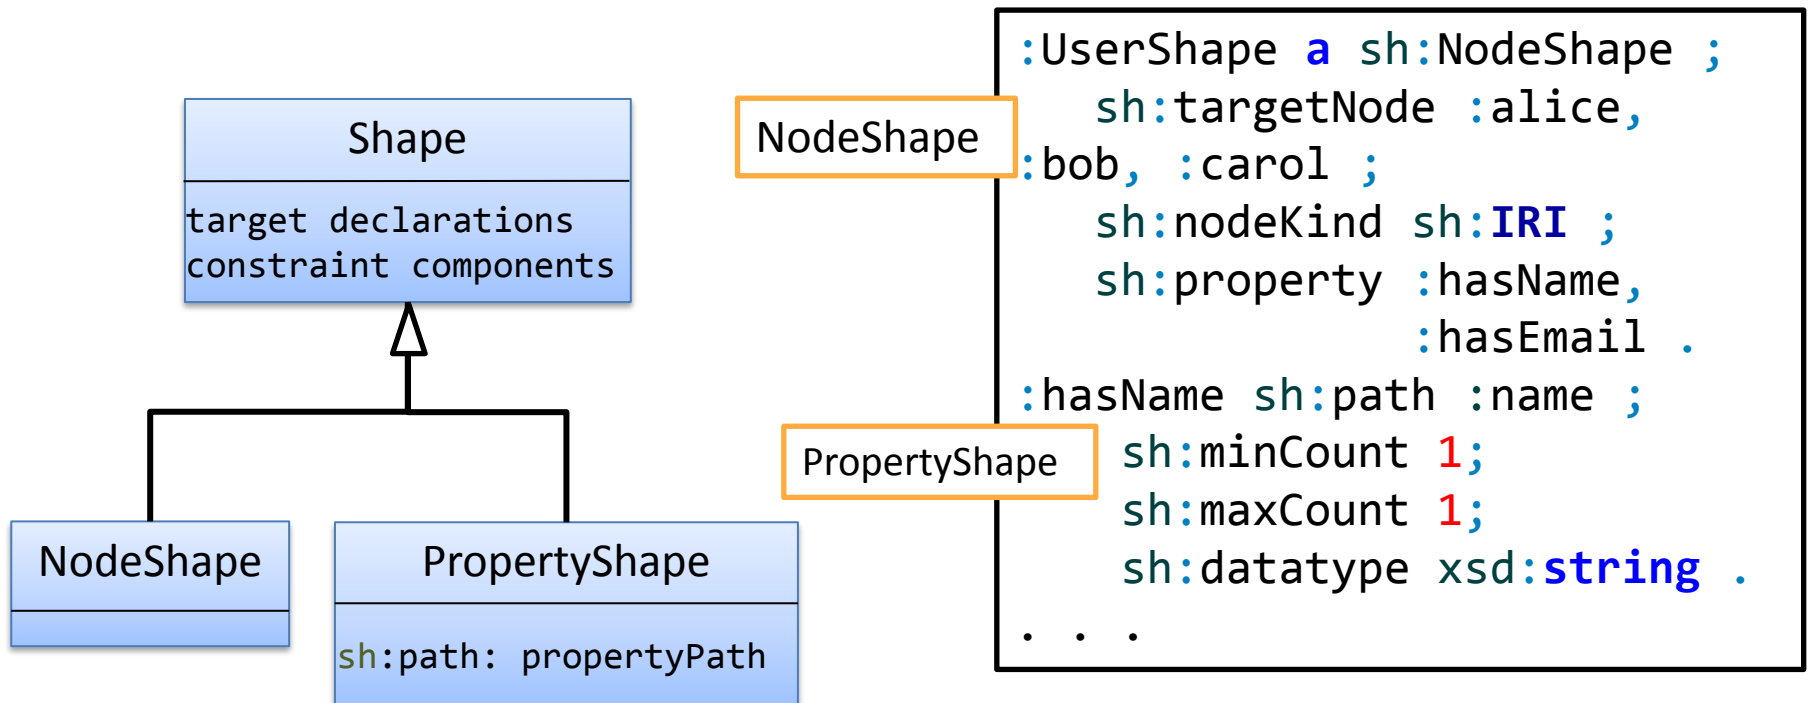 Shape
target declarations
constraint components
NodeShape
PropertyShape
sh:path: propertyPath
NodeShape
PropertyShape
:UserShape a sh:NodeShape ;
sh:targetNode :alice,
:bob, :carol ;
sh:nodeKind sh:IRI ;
sh:property :hasName,
:hasEmail .
:hasName sh:path :name ;
sh:minCount 1;
sh:maxCount 1;
sh:datatype xsd:string .
. . .